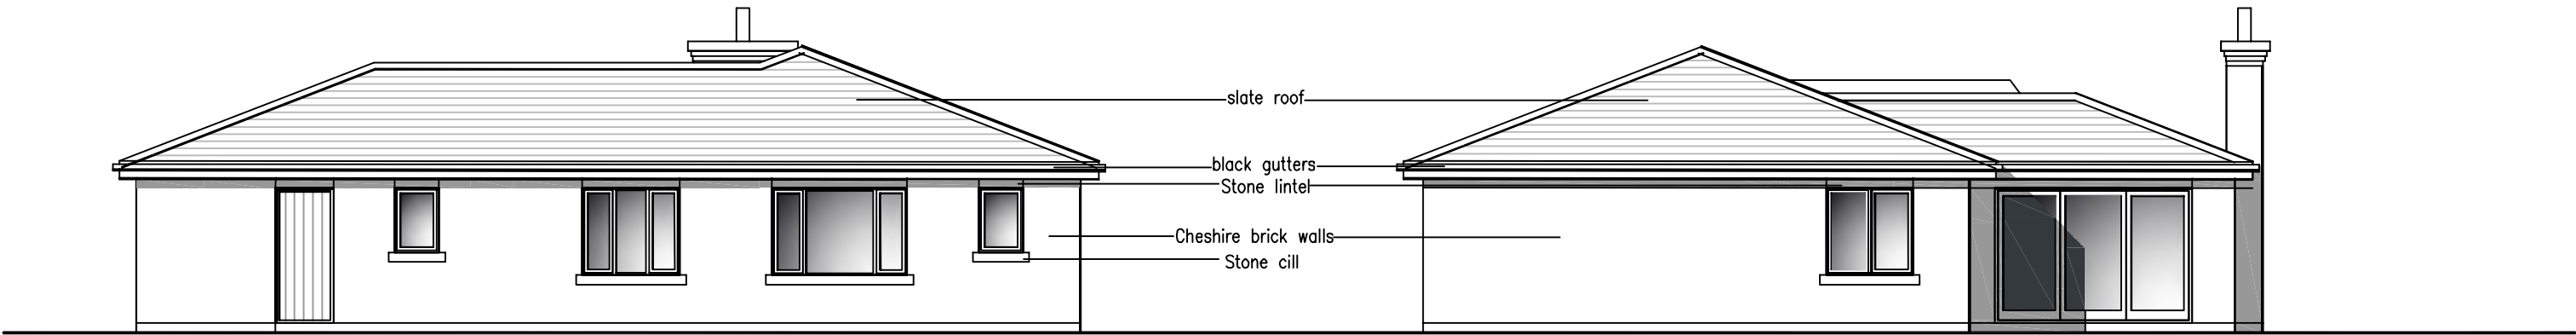 slate roof
black gutters
Stone lintel
Cheshire brick walls
Stone cill